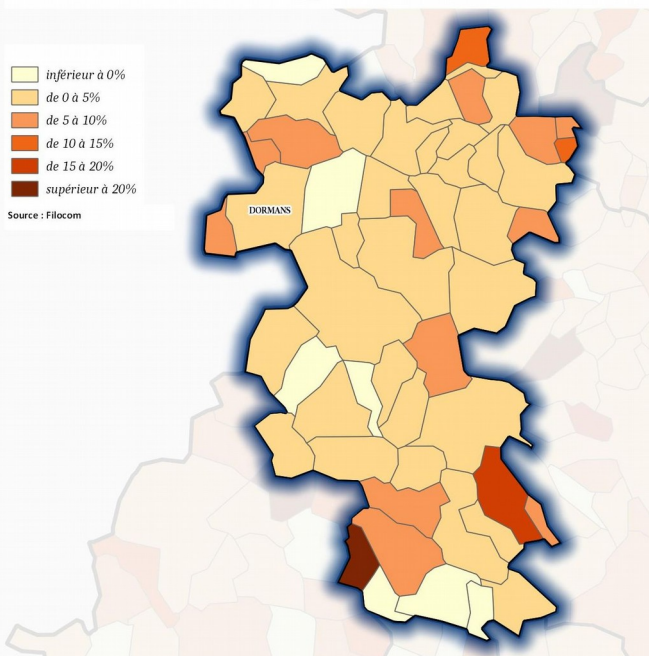 inférieur à 0%
de 0 à 5%
de 5 à 10%
de 10 à 15%
de 15 à 20%
supérieur à 20%
Source : Filocom
DORMANS